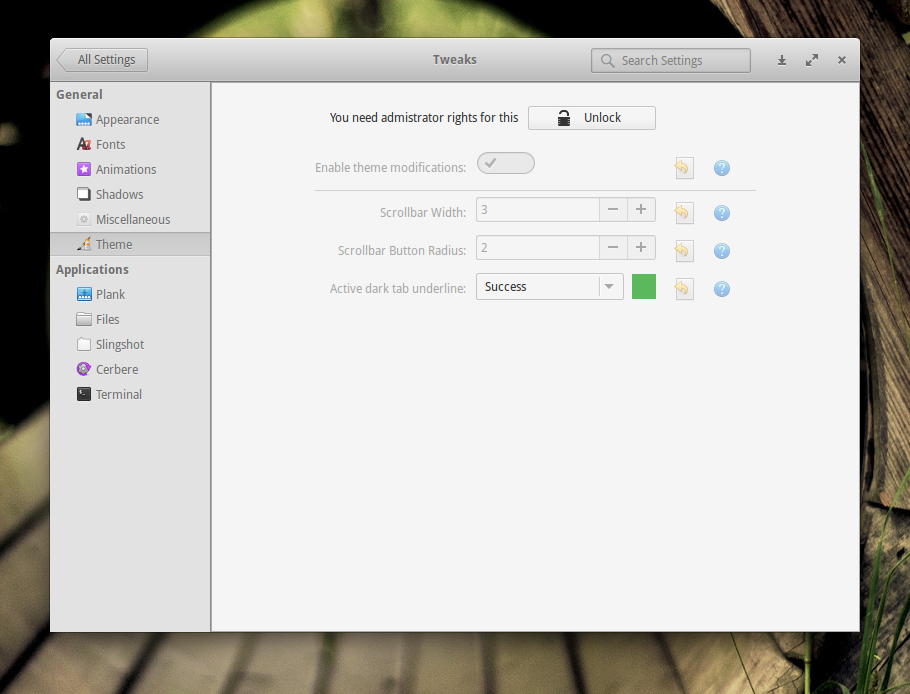 All Settings
Tweaks
Search Settings
General
Appearance
Fonts
Animations
Shadows
Miscellaneous
Theme
Applications
Plank
Files
Slingshot
Cerbere
Terminal
You need admistrator rights for this
Unlock
Enable theme modifications:
Scrollbar Width: 3
Scrollbar Button Radius: 2
Active dark tab underline: Success